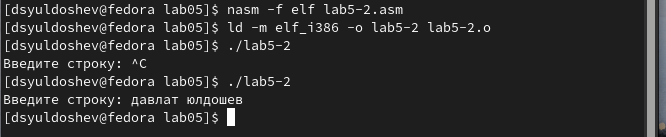 [dsyuldoshev@fedora lab05]$ nasm -f elf lab5-2.asm
[dsyuldoshev@fedora lab05]$ ld -m elf_i386 -o lab5-2 lab5-2.o
[dsyuldoshev@fedora lab05]$ ./lab5-2
Введите строку: ^C
[dsyuldoshev@fedora lab05]$ ./lab5-2
Введите строку: давлат юлдошев
[dsyuldoshev@fedora lab05]$